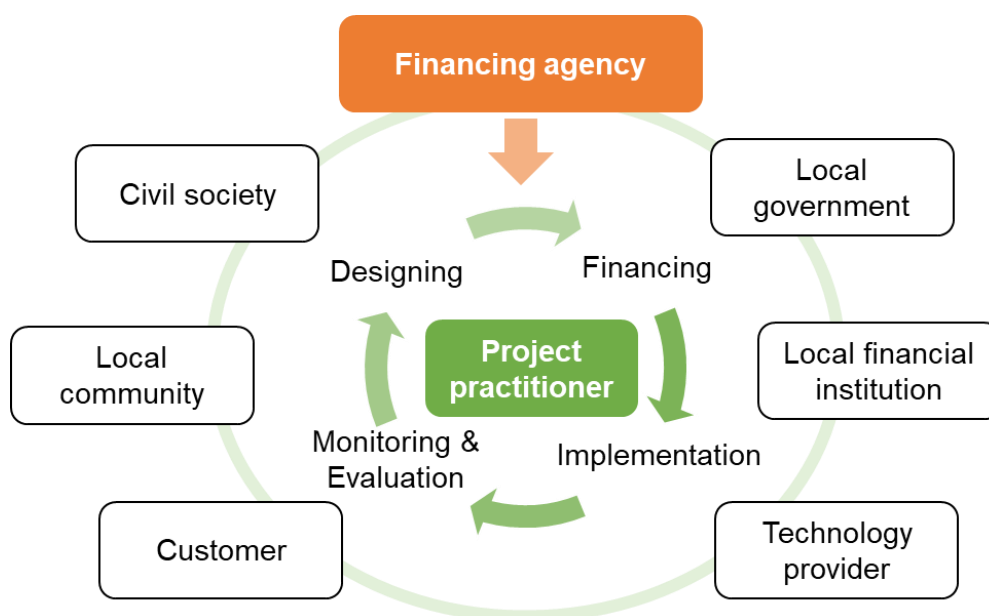 Financing agency
Civil society
Local
government
Designing
Financing
Local
community
Project
practitioner
Local financial
institution
Monitoring &
Evaluation
Implementation
Customer
Technology
provider